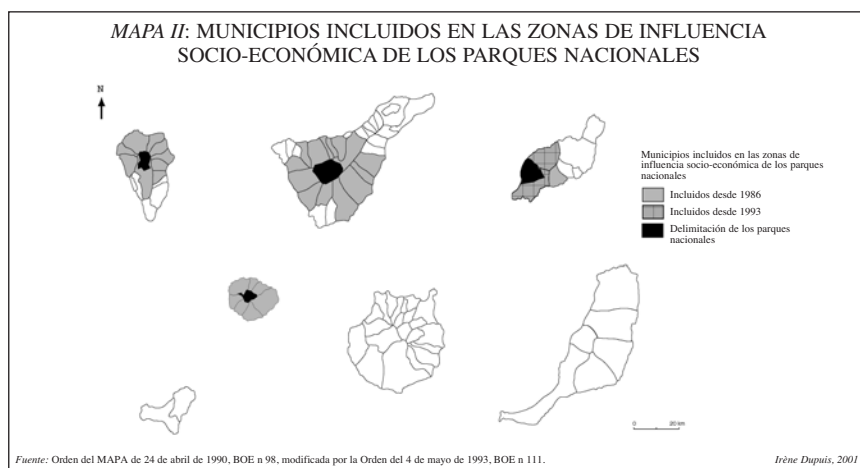 MAPA II: MUNICIPIOS INCLUIDOS EN LAS ZONAS DE INFLUENCIA
SOCIO-ECONÓMICA DE LOS PARQUES NACIONALES
N
Municipios incluidos en las zonas de
influencia socio-económica de los parques
nacionales
Incluidos desde 1986
Incluidos desde 1993
Delimitación de los parques
nacionales
0 20 km
Fuente: Orden del MAPA de 24 de abril de 1990, BOE n 98, modificada por la Orden del 4 de mayo de 1993, BOE n 111.
Irène Dupuis, 2001